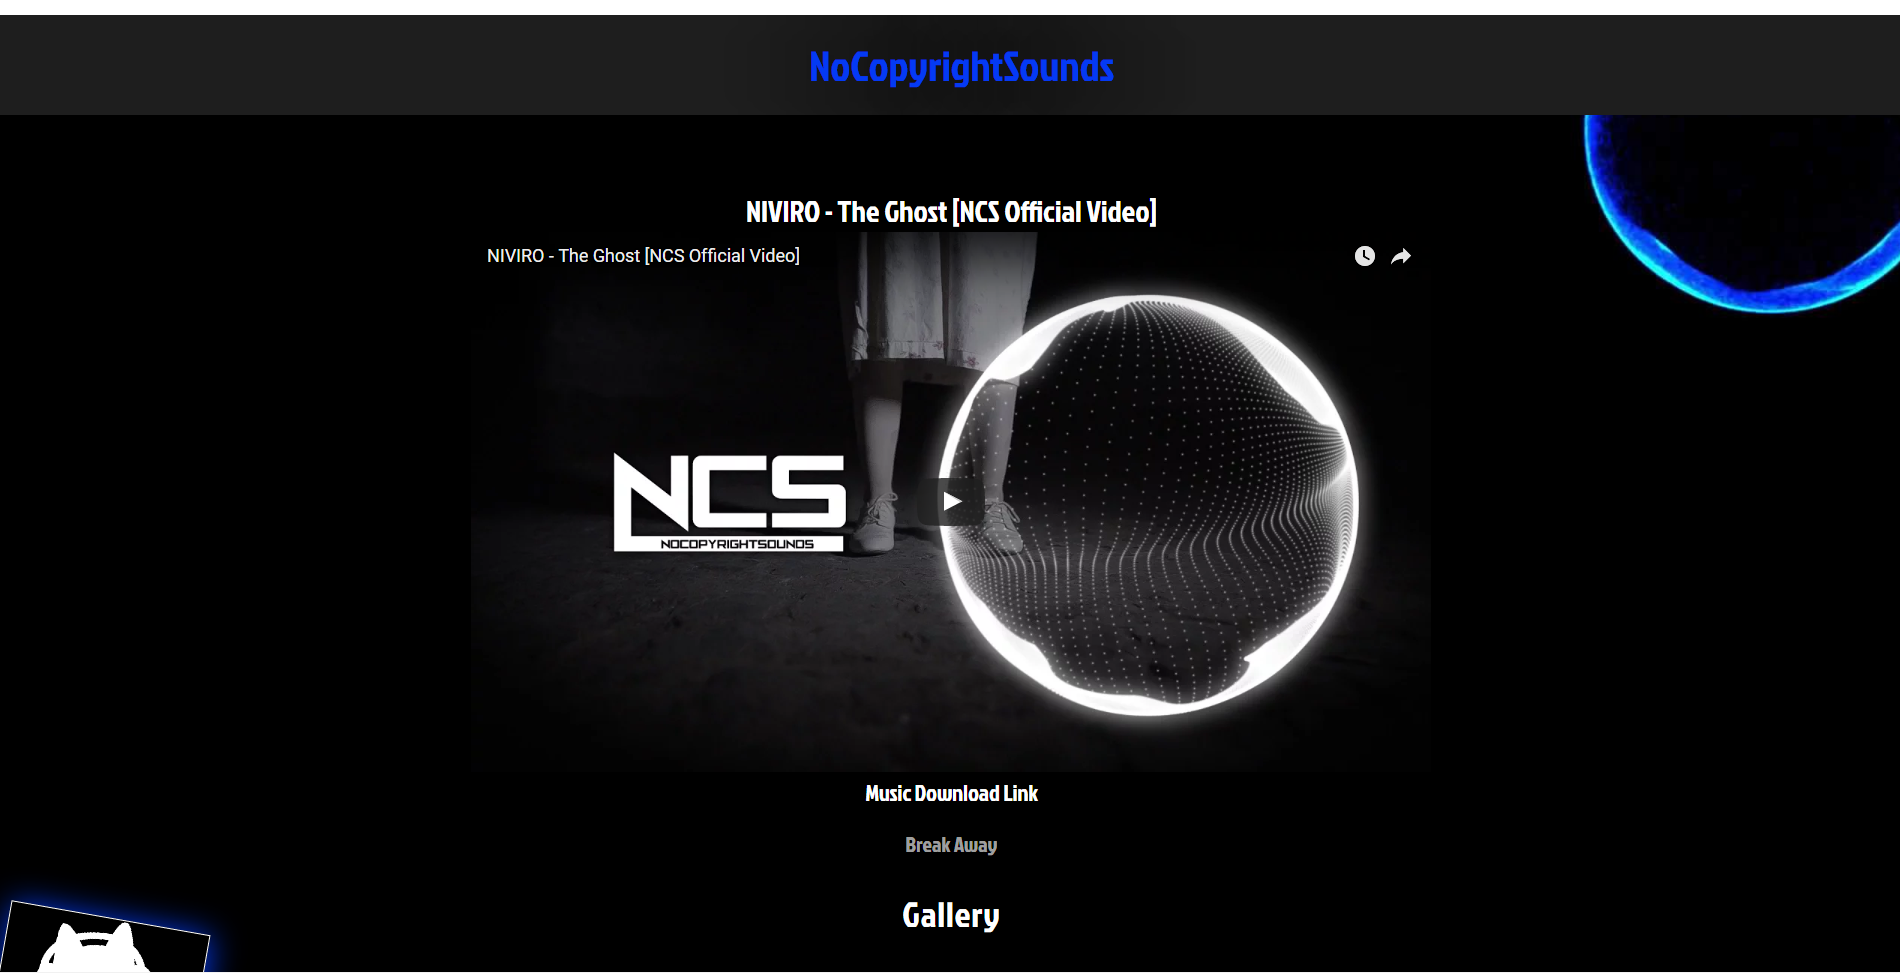 NoCopyrightSounds
NIVIRO - The Ghost [NCS Official Video]
NIVIRO - The Ghost [NCS Official Video]
NCS
NOCOPYRIGHTSOUNDS
Music Download Link
Break Away
Gallery